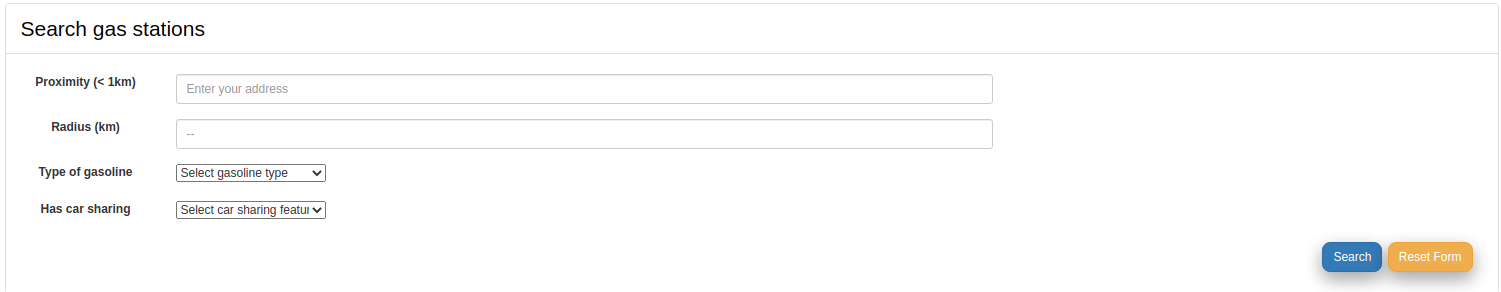 Search gas stations
Proximity (< 1km) Enter your address
Radius (km) --
Type of gasoline Select gasoline type
Has car sharing Select car sharing featur
Search Reset Form